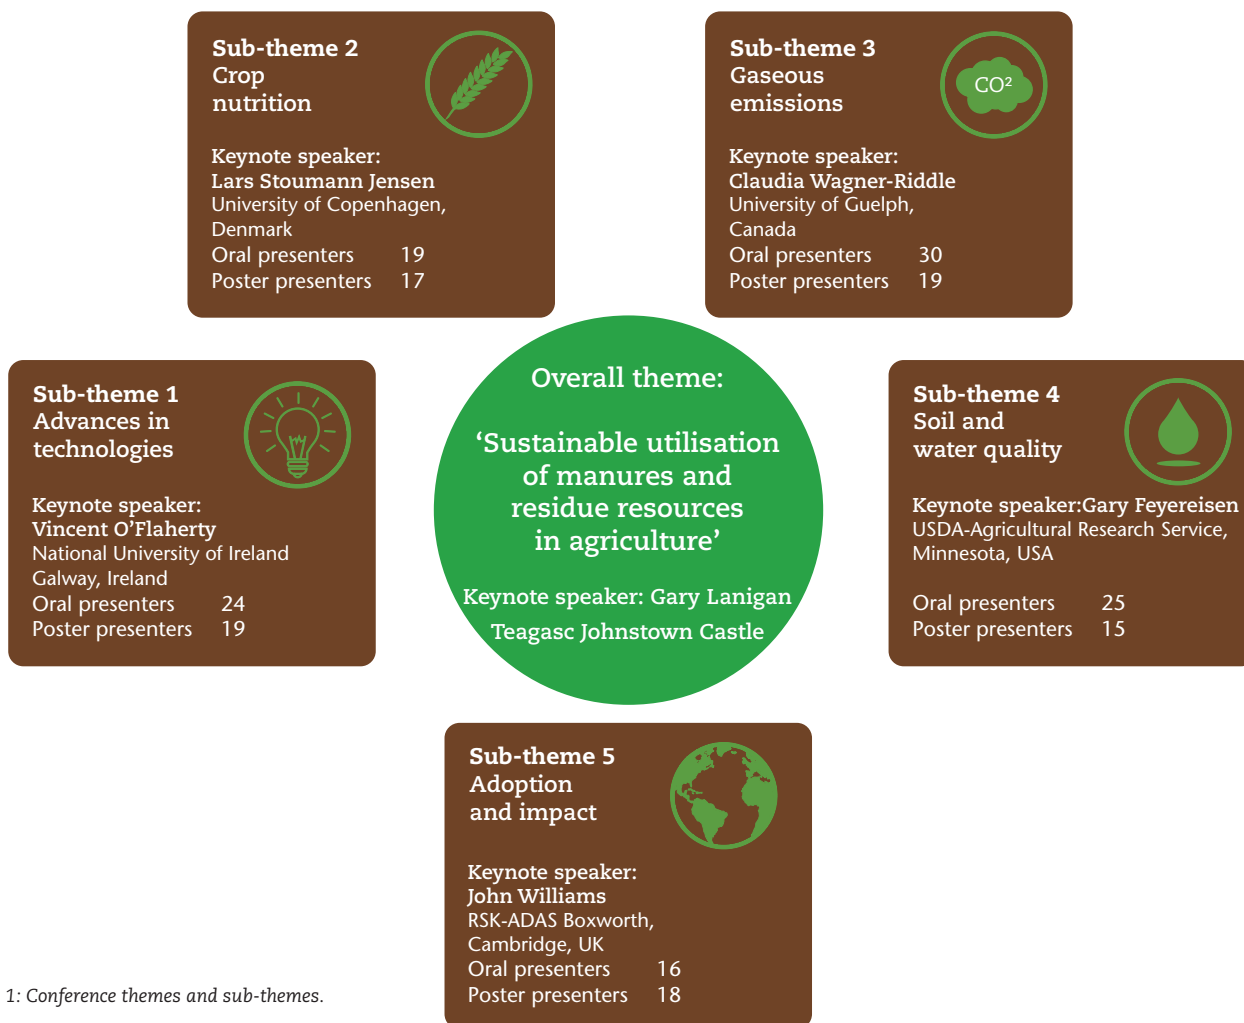 Sub-theme 2
Crop
nutrition
Keynote speaker:
Lars Stoumann Jensen
University of Copenhagen,
Denmark
Oral presenters 19
Poster presenters 17
Sub-theme 3
Gaseous
emissions
CO²
Keynote speaker:
Claudia Wagner-Riddle
University of Guelph,
Canada
Oral presenters 30
Poster presenters 19
Sub-theme 1
Advances in
technologies
Keynote speaker:
Vincent O’Flaherty
National University of Ireland
Galway, Ireland
Oral presenters 24
Poster presenters 19
Overall theme:
‘Sustainable utilisation
of manures and
residue resources
in agriculture’
Keynote speaker: Gary Lanigan
Teagasc Johnstown Castle
Sub-theme 4
Soil and
water quality
Keynote speaker:Gary Feyereisen
USDA-Agricultural Research Service,
Minnesota, USA
Oral presenters 25
Poster presenters 15
Sub-theme 5
Adoption
and impact
Keynote speaker:
John Williams
RSK-ADAS Boxworth,
Cambridge, UK
Oral presenters 16
Poster presenters 18
1: Conference themes and sub-themes.